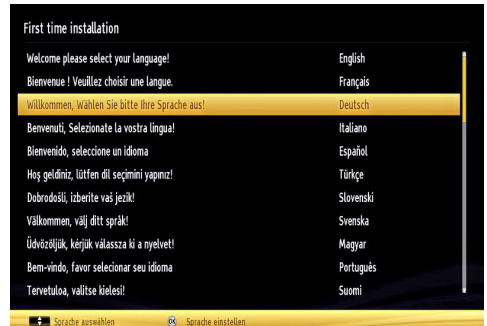 First time installation
Welcome please select your language! English
Bienvenue ! Veuillez choisir une langue. Français
Willkommen, Wählen Sie bitte Ihre Sprache aus! Deutsch
Benvenuti, Selezionate la vostra lingua! Italiano
Bienvenido, seleccione un idioma Español
Hoş geldiniz, lütfen dil seçimini yapınız! Türkçe
Dobrodošli, izberite vaš jezik! Slovenski
Välkommen, välj ditt språk! Svenska
Üdvözöljük, kérjük válassza ki a nyelvet! Magyar
Bem-vindo, favor selecionar seu idioma Português
Tervetuloa, valitse kielesi! Suomi
Sprache auswählen OK Sprache einstellen